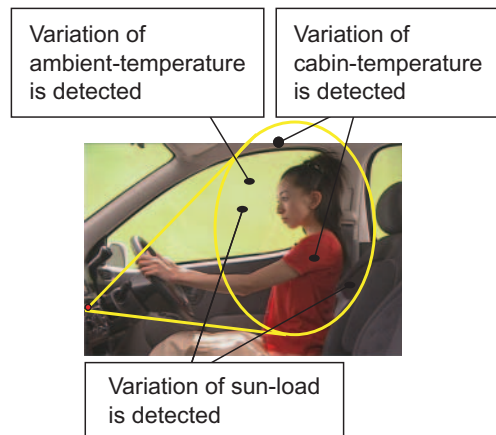 Variation of
ambient-temperature
is detected
Variation of
cabin-temperature
is detected
Variation of sun-load
is detected